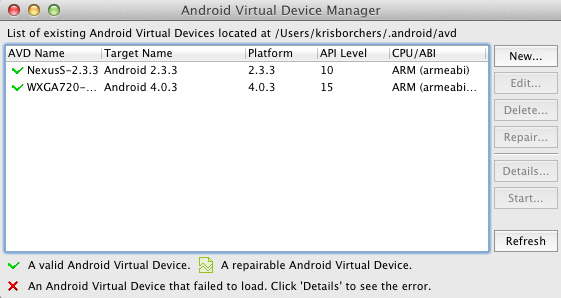 Android Virtual Device Manager
List of existing Android Virtual Devices located at /Users/krisborchers/.android/avd
AVD Name Target Name Platform API Level CPU/ABI
NexusS-2.3.3 Android 2.3.3 2.3.3 10 ARM (armeabi)
WXGA720-... Android 4.0.3 4.0.3 15 ARM (armeabi...
New...
Edit...
Delete...
Repair...
Details...
Start...
Refresh
A valid Android Virtual Device. A repairable Android Virtual Device.
An Android Virtual Device that failed to load. Click 'Details' to see the error.